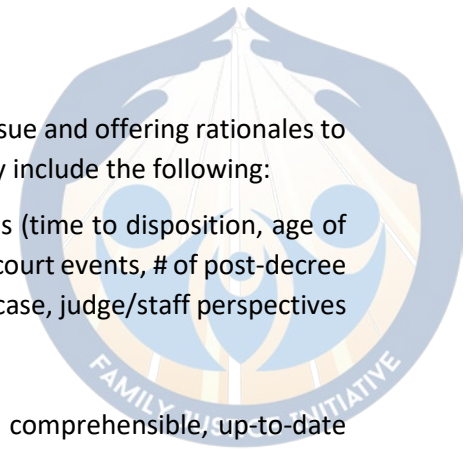 sue and offering rationales to
y include the following:
s (time to disposition, age of
court events, # of post-decree
case, judge/staff perspectives
comprehensible, up-to-date
FAMILY JUSTICE INITIATIVE